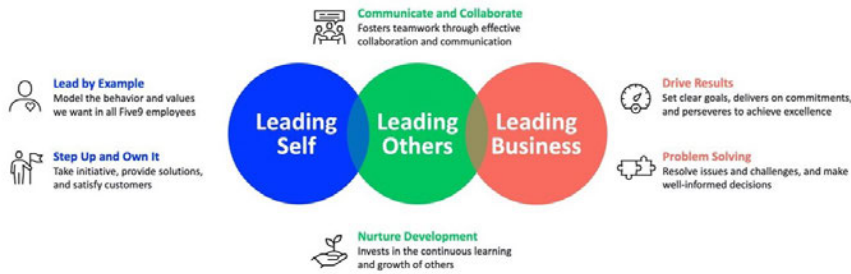 Communicate and Collaborate
Fosters teamwork through effective
collaboration and communication
Lead by Example
Model the behavior and values
we want in all Five9 employees
Step Up and Own It
Take initiative, provide solutions,
and satisfy customers
Leading
Self
Leading
Others
Leading
Business
Drive Results
Set clear goals, delivers on commitments,
and perseveres to achieve excellence
Problem Solving
Resolve issues and challenges, and make
well-informed decisions
Nurture Development
Invests in the continuous learning
and growth of others